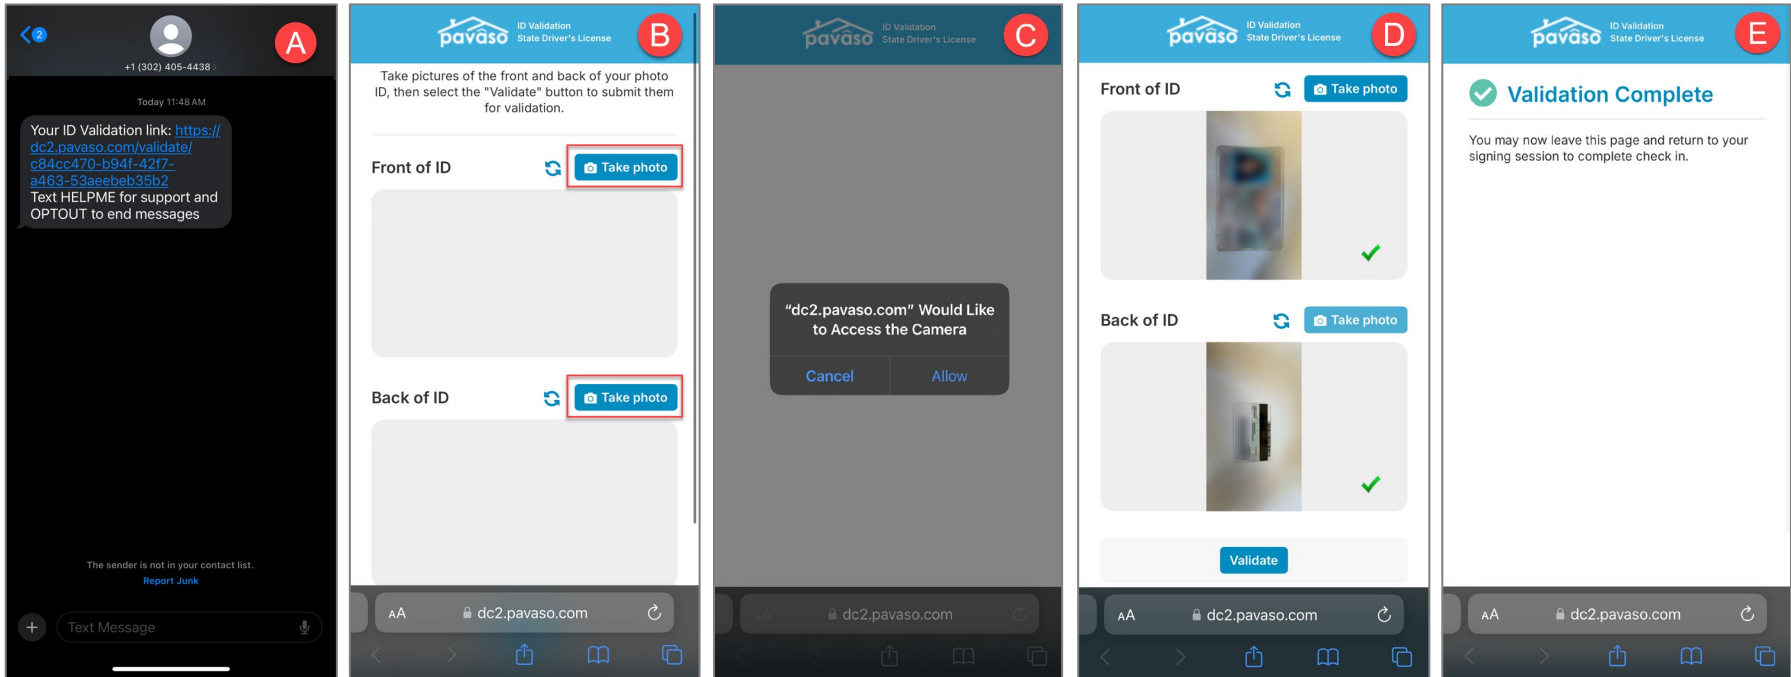 2
A
+1 (302) 405-4438 >
Today 11:48 AM
Your ID Validation link: https://
dc2.pavaso.com/validate/
c84cc470-b94f-42f7-
a463-53aeebeb35b2
Text HELPME for support and
OPTOUT to end messages
The sender is not in your contact list.
Report Junk
Text Message
pavaso
ID Validation
State Driver's License
B
Take pictures of the front and back of your photo
ID, then select the "Validate" button to submit them
for validation.
Front of ID
Take photo
Back of ID
Take photo
AA
dc2.pavaso.com
pavaso
ID Validation
State Driver's License
C
“dc2.pavaso.com” Would Like
to Access the Camera
Cancel
Allow
AA
dc2.pavaso.com
pavaso
ID Validation
State Driver's License
D
Front of ID
Take photo
Back of ID
Take photo
Validate
AA
dc2.pavaso.com
pavaso
ID Validation
State Driver's License
E
Validation Complete
You may now leave this page and return to your
signing session to complete check in.
AA
dc2.pavaso.com